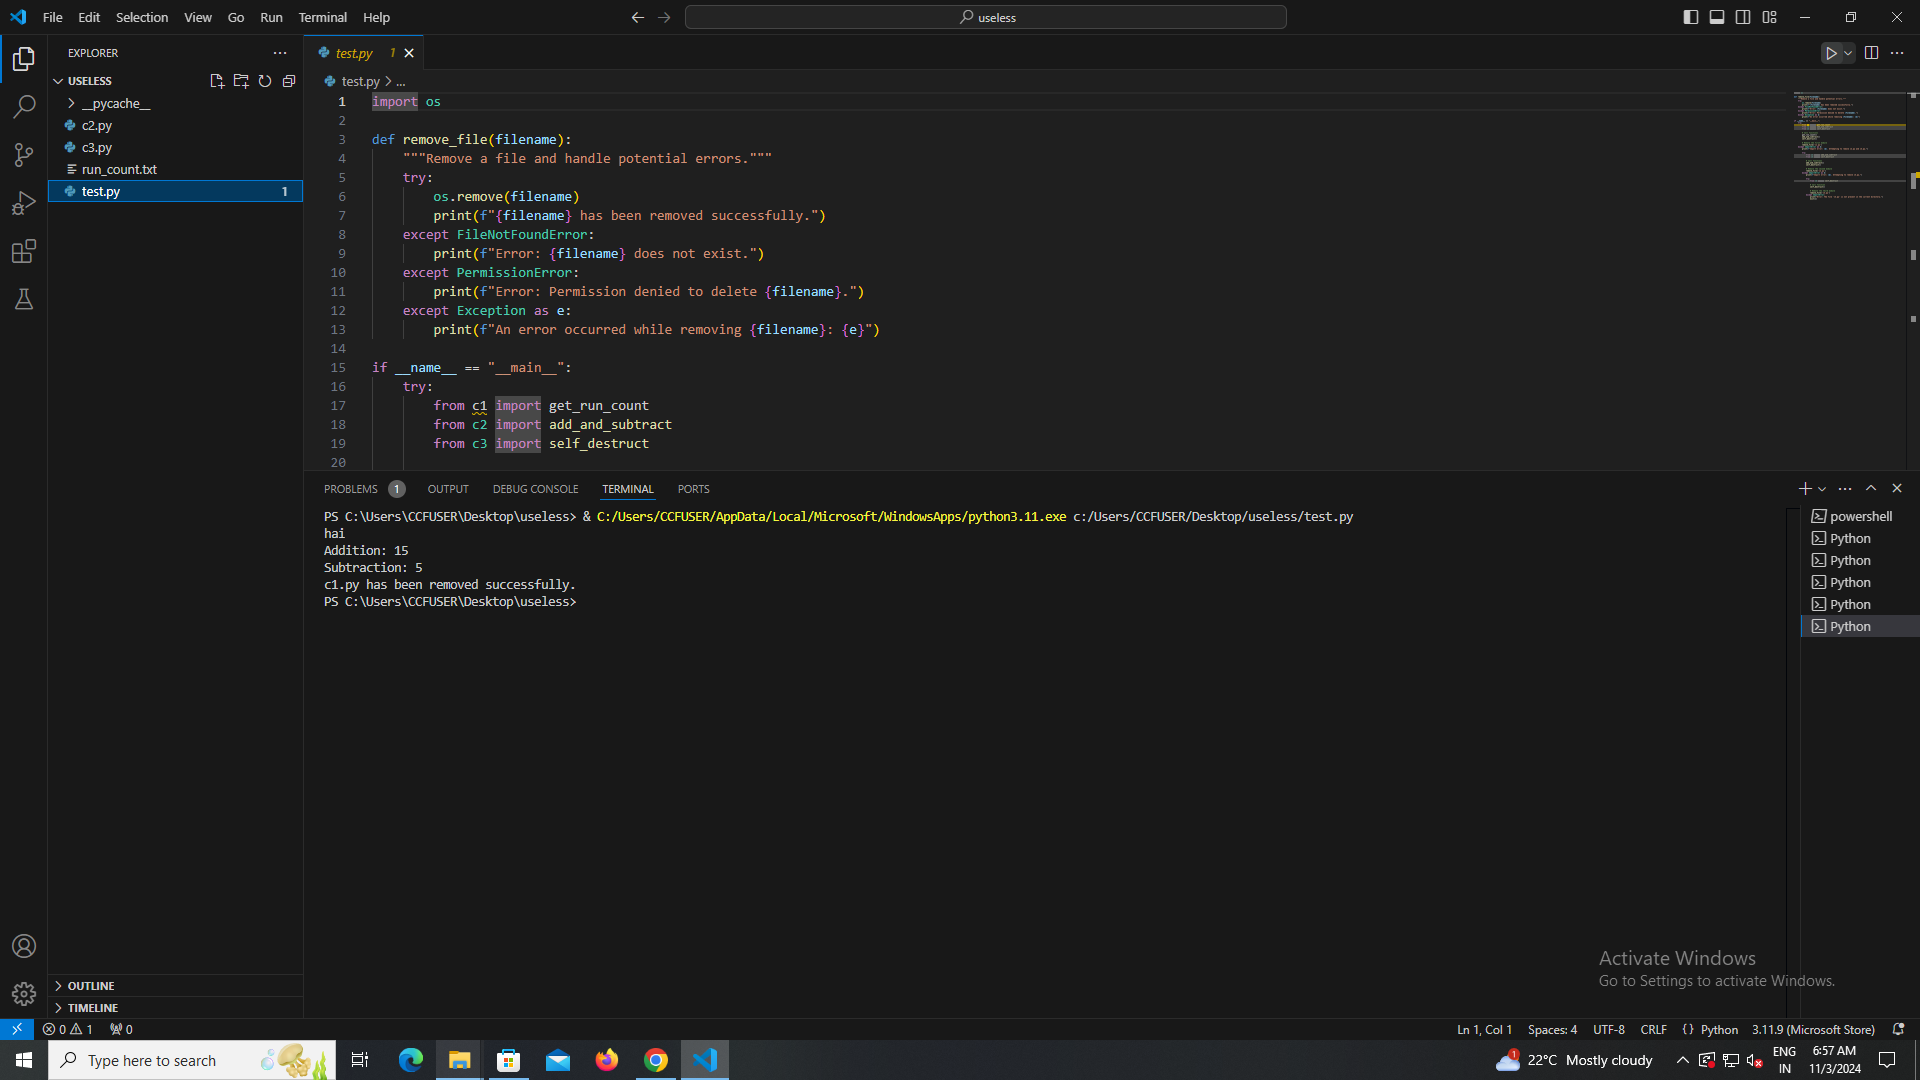 File Edit Selection View Go Run Terminal Help
useless
EXPLORER
USELESS
__pycache__
c2.py
c3.py
run_count.txt
test.py 1
OUTLINE
TIMELINE
test.py 1
test.py > ...
1 import os
2
3 def remove_file(filename):
4 """Remove a file and handle potential errors."""
5 try:
6 os.remove(filename)
7 print(f"{filename} has been removed successfully.")
8 except FileNotFoundError:
9 print(f"Error: {filename} does not exist.")
10 except PermissionError:
11 print(f"Error: Permission denied to delete {filename}.")
12 except Exception as e:
13 print(f"An error occurred while removing {filename}: {e}")
14
15 if __name__ == "__main__":
16 try:
17 from c1 import get_run_count
18 from c2 import add_and_subtract
19 from c3 import self_destruct
20
PROBLEMS 1 OUTPUT DEBUG CONSOLE TERMINAL PORTS
PS C:\Users\CCFUSER\Desktop\useless> & C:/Users/CCFUSER/AppData/Local/Microsoft/WindowsApps/python3.11.exe c:/Users/CCFUSER/Desktop/useless/test.py
hai
Addition: 15
Subtraction: 5
c1.py has been removed successfully.
PS C:\Users\CCFUSER\Desktop\useless>
powershell
Python
Python
Python
Python
Python
Activate Windows
Go to Settings to activate Windows.
0 1 0
Ln 1, Col 1 Spaces: 4 UTF-8 CRLF {} Python 3.11.9 (Microsoft Store)
Type here to search
1 22°C Mostly cloudy
ENG
IN
6:57 AM
11/3/2024